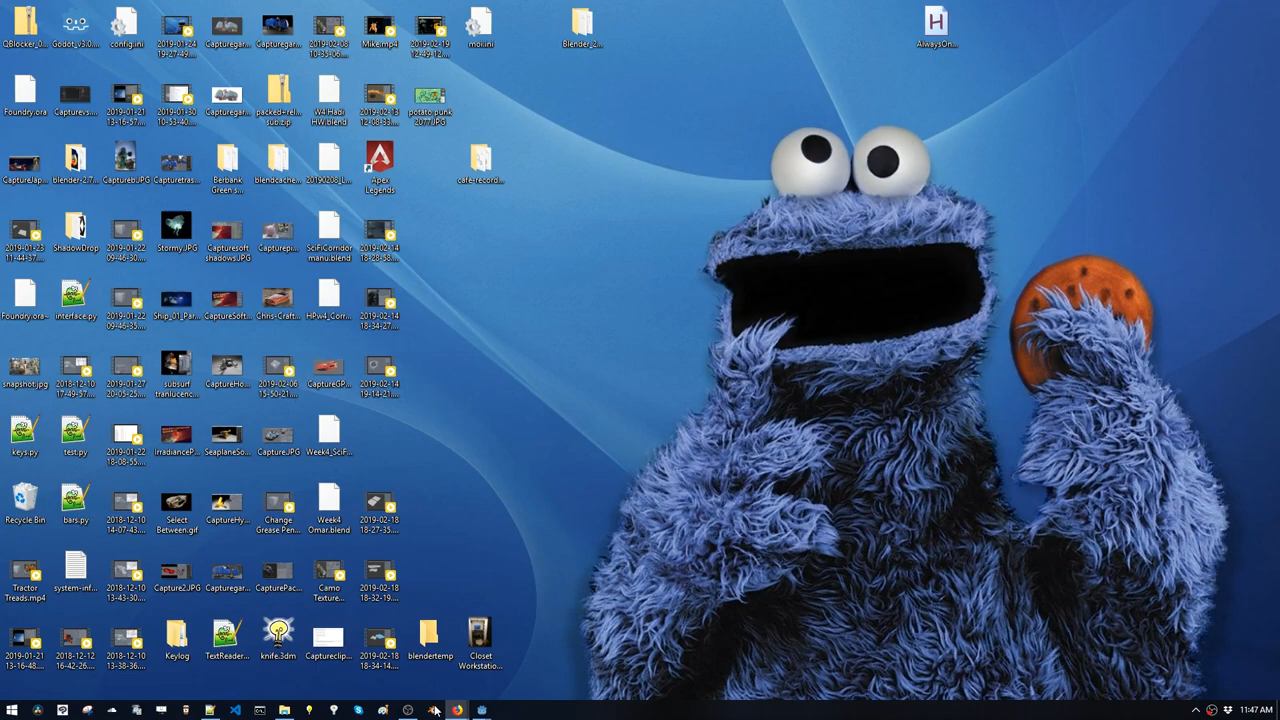 QBlocker_0...
Godot_v3.0...
config.ini
2019-01-24
19-27-49...
Capturegar...
Capturegar...
2019-02-08
10-33-06...
Mike.mp4
2019-02-19
12-49-12...
moi.ini
Blender_2...
AlwaysOn...
Foundry.ora
Capturevs...
2019-01-21
13-16-57...
2019-01-30
10-53-40...
Capturegar...
packed+rel...
sub.zip
W4.Hadi
HW.blend
2019-02-13
12-08-33...
potato punk
2077.JPG
CaptureJap...
blender-2.7...
CapturebJPG
Capturetras...
Berbank
Green s...
blendcache...
20190208_L...
Apex
Legends
cafe-record...
2019-01-23
11-44-37...
ShadowDrop
2019-01-22
09-46-30...
Stormy.JPG
Capturesoft
shadowsJPG
Capturepi...
SciFiCorridor
manu.blend
2019-02-14
18-28-58...
Foundry.ora~
interface.py
2019-01-22
09-46-35...
Ship_01_Par...
CaptureSoft...
Chris-Craft...
HPw4_Corr...
2019-02-14
18-34-27...
snapshot.jpg
2018-12-10
17-49-57...
2019-01-27
20-05-25...
subsurf
tranlucenc...
CaptureHo...
2019-02-06
15-50-21...
CaptureGP...
2019-02-14
19-14-21...
keys.py
test.py
2019-01-22
18-08-55...
IrradianceP...
SeaplaneSo...
CaptureJPG
Week4_SciF...
Recycle Bin
bars.py
2018-12-10
14-07-43...
Select
Between.gif
CaptureHy...
Change
Grease Pen...
Week4
Omar.blend
2019-02-18
18-27-35...
Tractor
Treads.mp4
system-inf...
2018-12-10
13-43-30...
Capture2.JPG
Capturegar...
CapturePac...
Camo
Texture...
2019-02-18
18-32-19...
2019-01-21
13-16-48...
2018-12-12
16-42-26...
2018-12-10
13-38-36...
Keylog
TextReader...
knife.3dm
Captureclip...
2019-02-18
18-34-14...
blendertemp
Closet
Workstatio...
11:47 AM